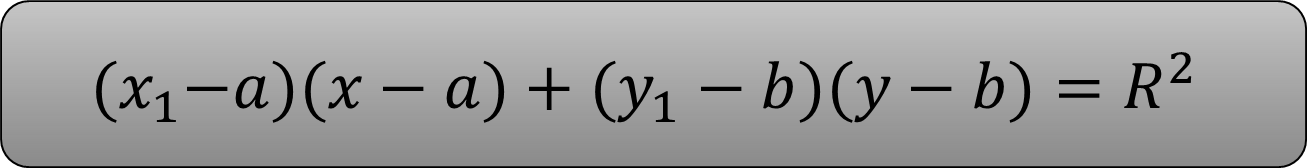 (x₁−a)(x − a) + (y₁ − b)(y − b) = R²